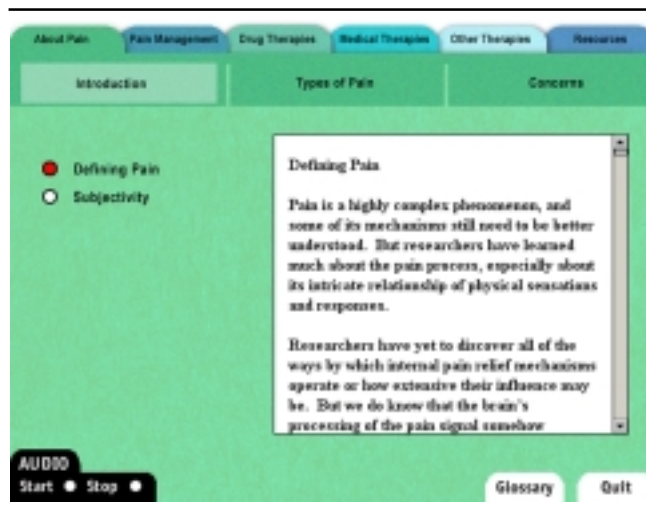 About Pain
Pain Management
Drug Therapies
Medical Therapies
Other Therapies
Resources
Introduction
Types of Pain
Concerns
Defining Pain
Subjectivity
Defining Pain
Pain is a highly complex phenomenon, and
some of its mechanisms still need to be better
understood. But researchers have learned
much about the pain process, especially about
its intricate relationship of physical sensations
and responses.
Researchers have yet to discover all of the
ways by which internal pain relief mechanisms
operate or how extensive their influence may
be. But we do know that the brain's
processing of the pain signal somehow
AUDIO
Start Stop
Glossary
Quit